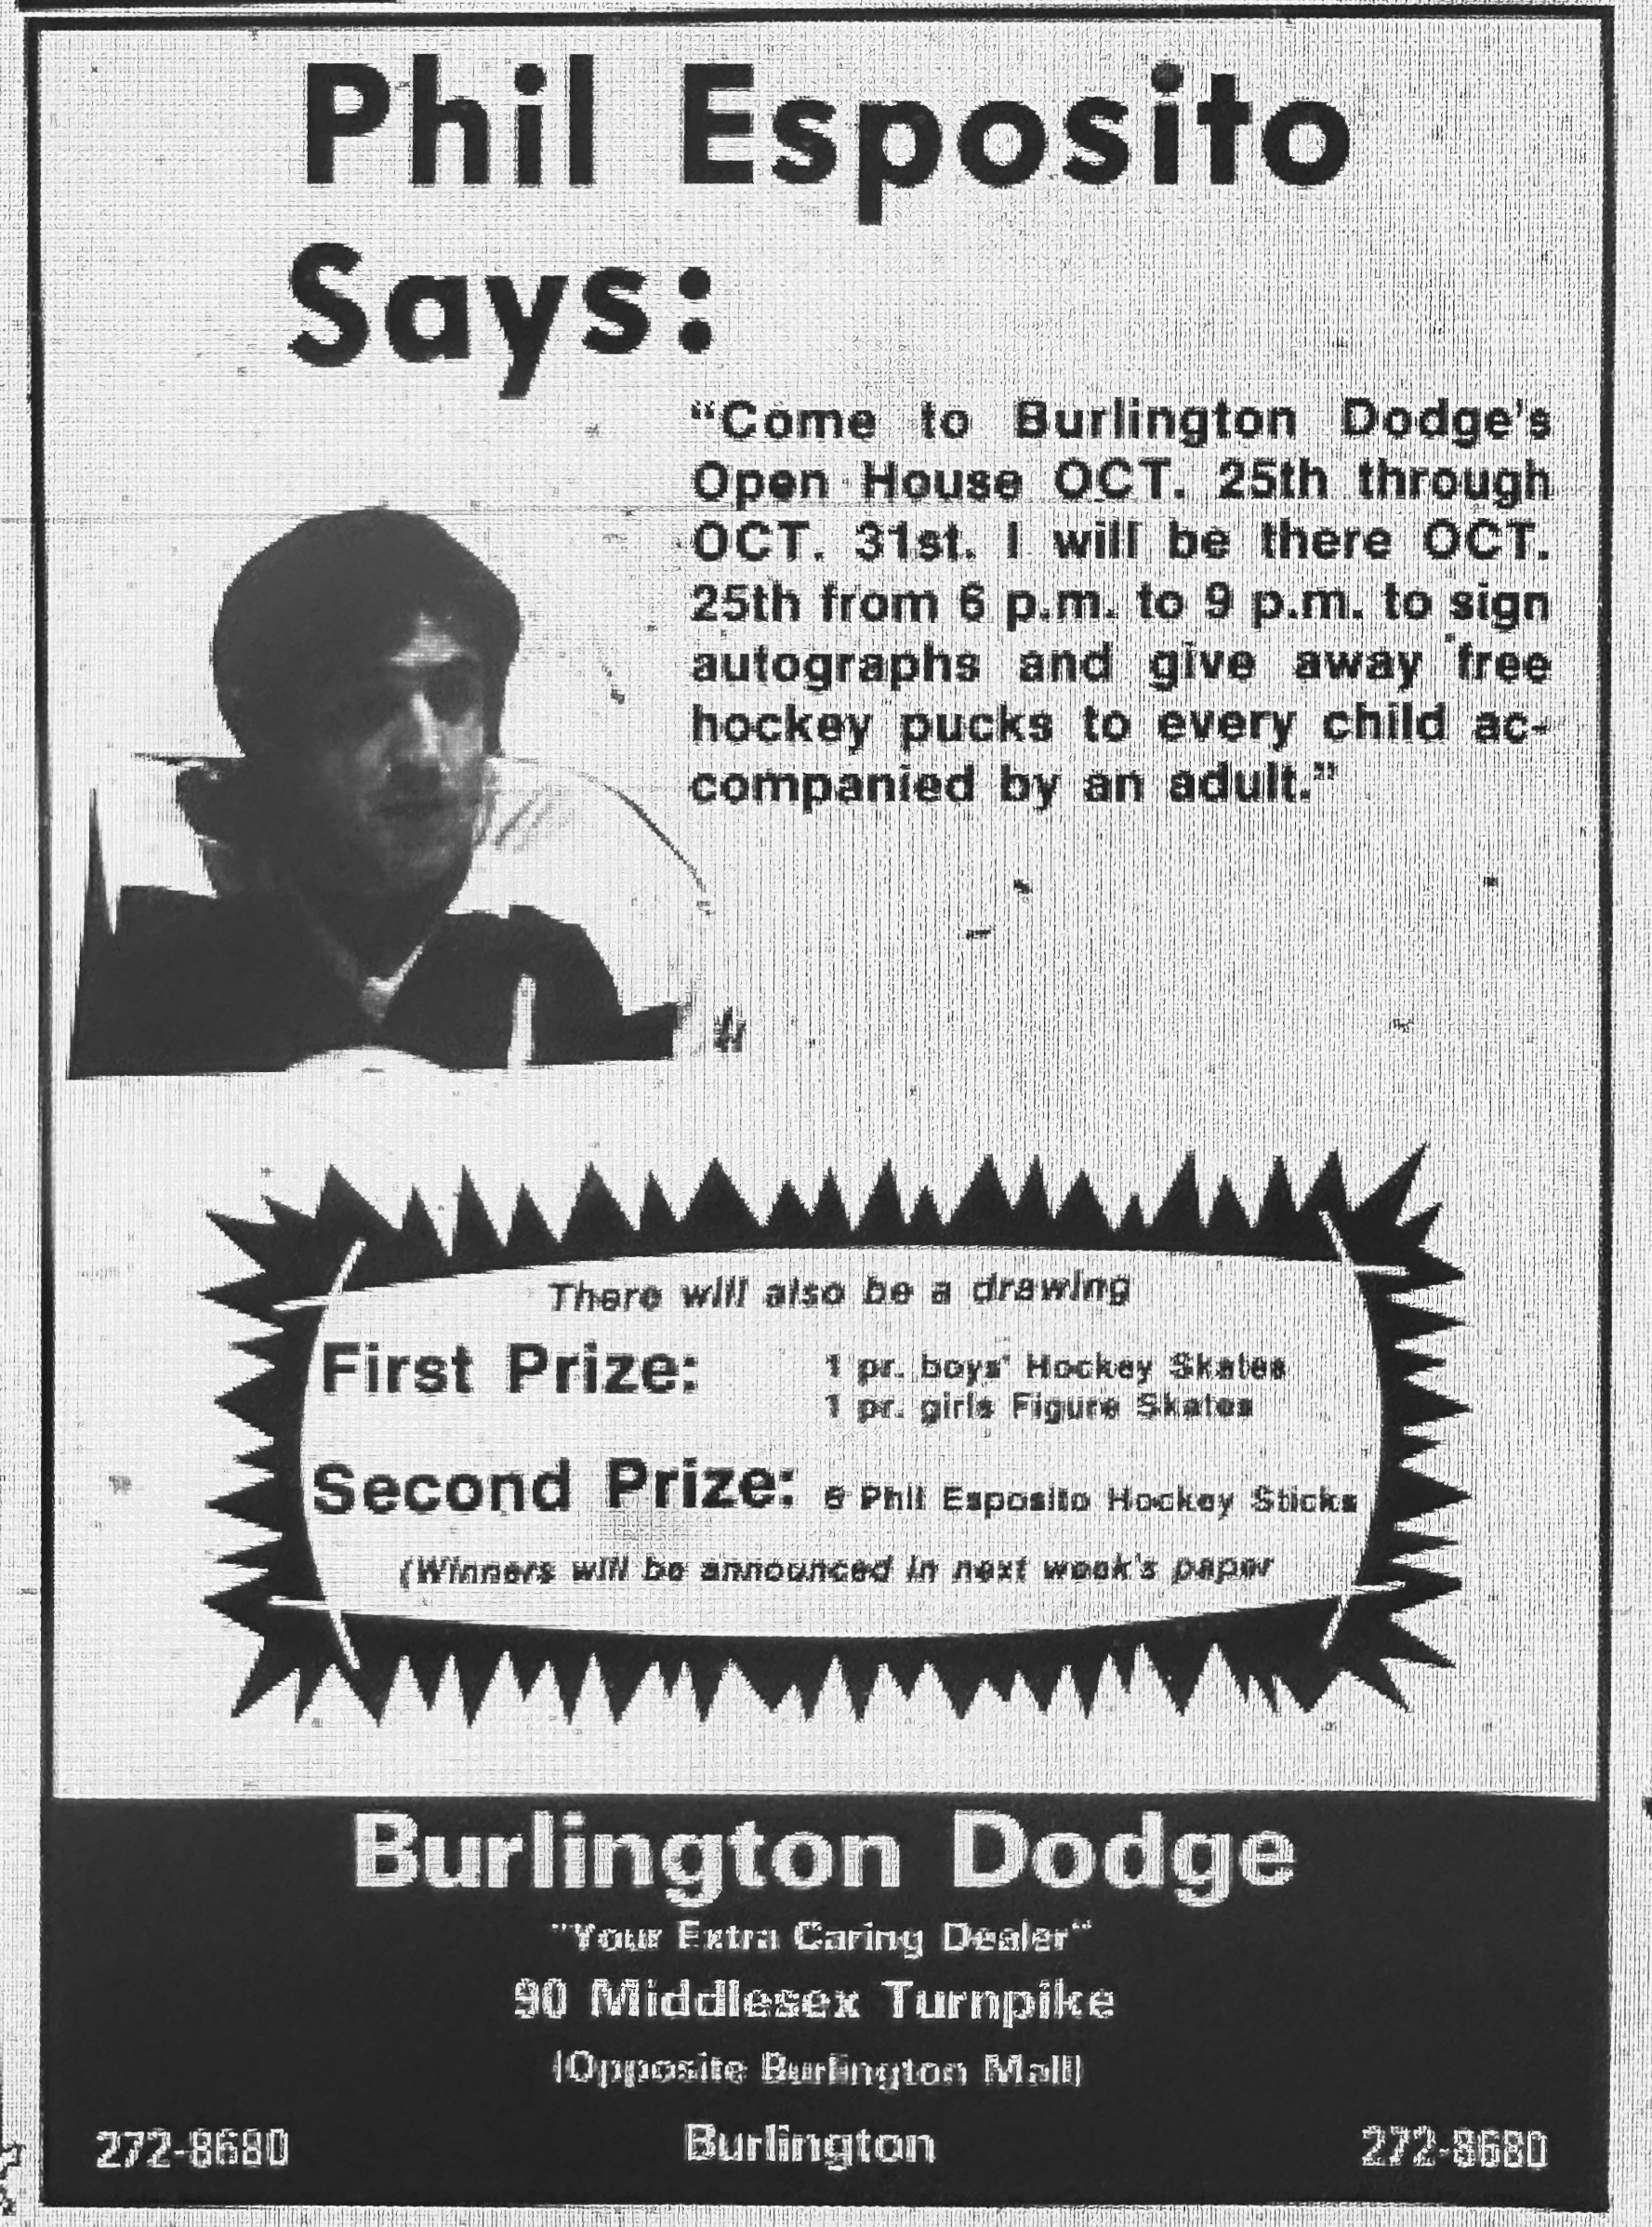 Phil Esposito
Says:
“Come to Burlington Dodge’s
Open House OCT. 25th through
OCT. 31st. I will be there OCT.
25th from 6 p.m. to 9 p.m. to sign
autographs and give away free
hockey pucks to every child ac-
companied by an adult.”
There will also be a drawing
First Prize: 1 pr. boys' Hockey Skates
1 pr. girls Figure Skates
Second Prize: Phil Esposito Hockey Sticks
(Winners will be announced in next week's paper
Burlington Dodge
"Your Extra Caring Dealer"
90 Middlesex Turnpike
(Opposite Burlington Mall)
272-8680 Burlington 272-8680